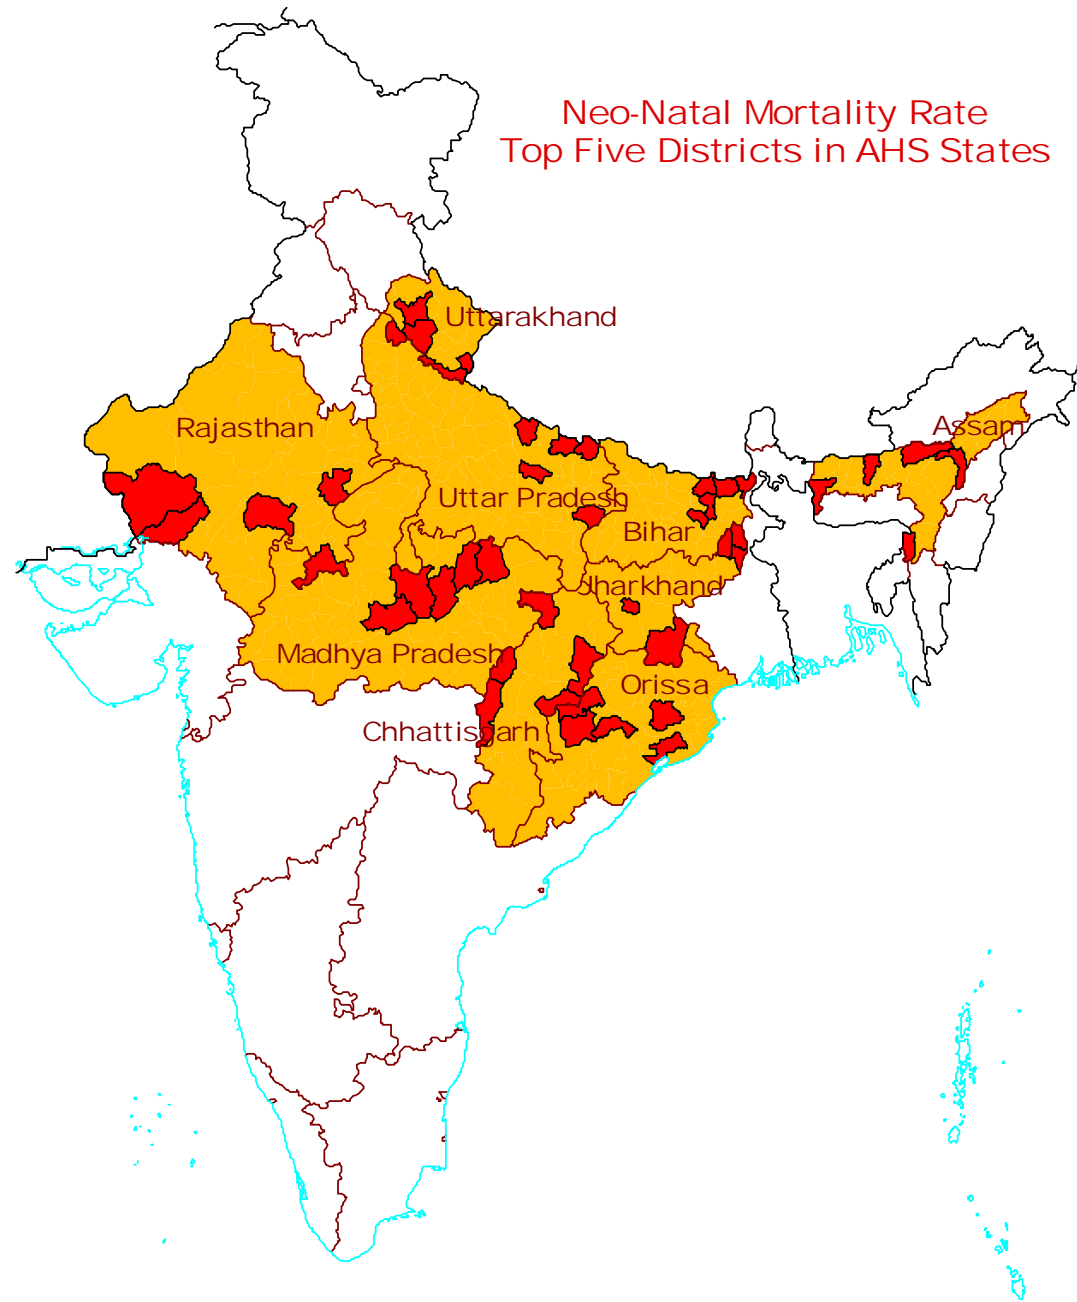 Neo-Natal Mortality Rate
Top Five Districts in AHS States
Uttarakhand
Rajasthan
Assam
Uttar Pradesh
Bihar
Jharkhand
Madhya Pradesh
Orissa
Chhattisgarh